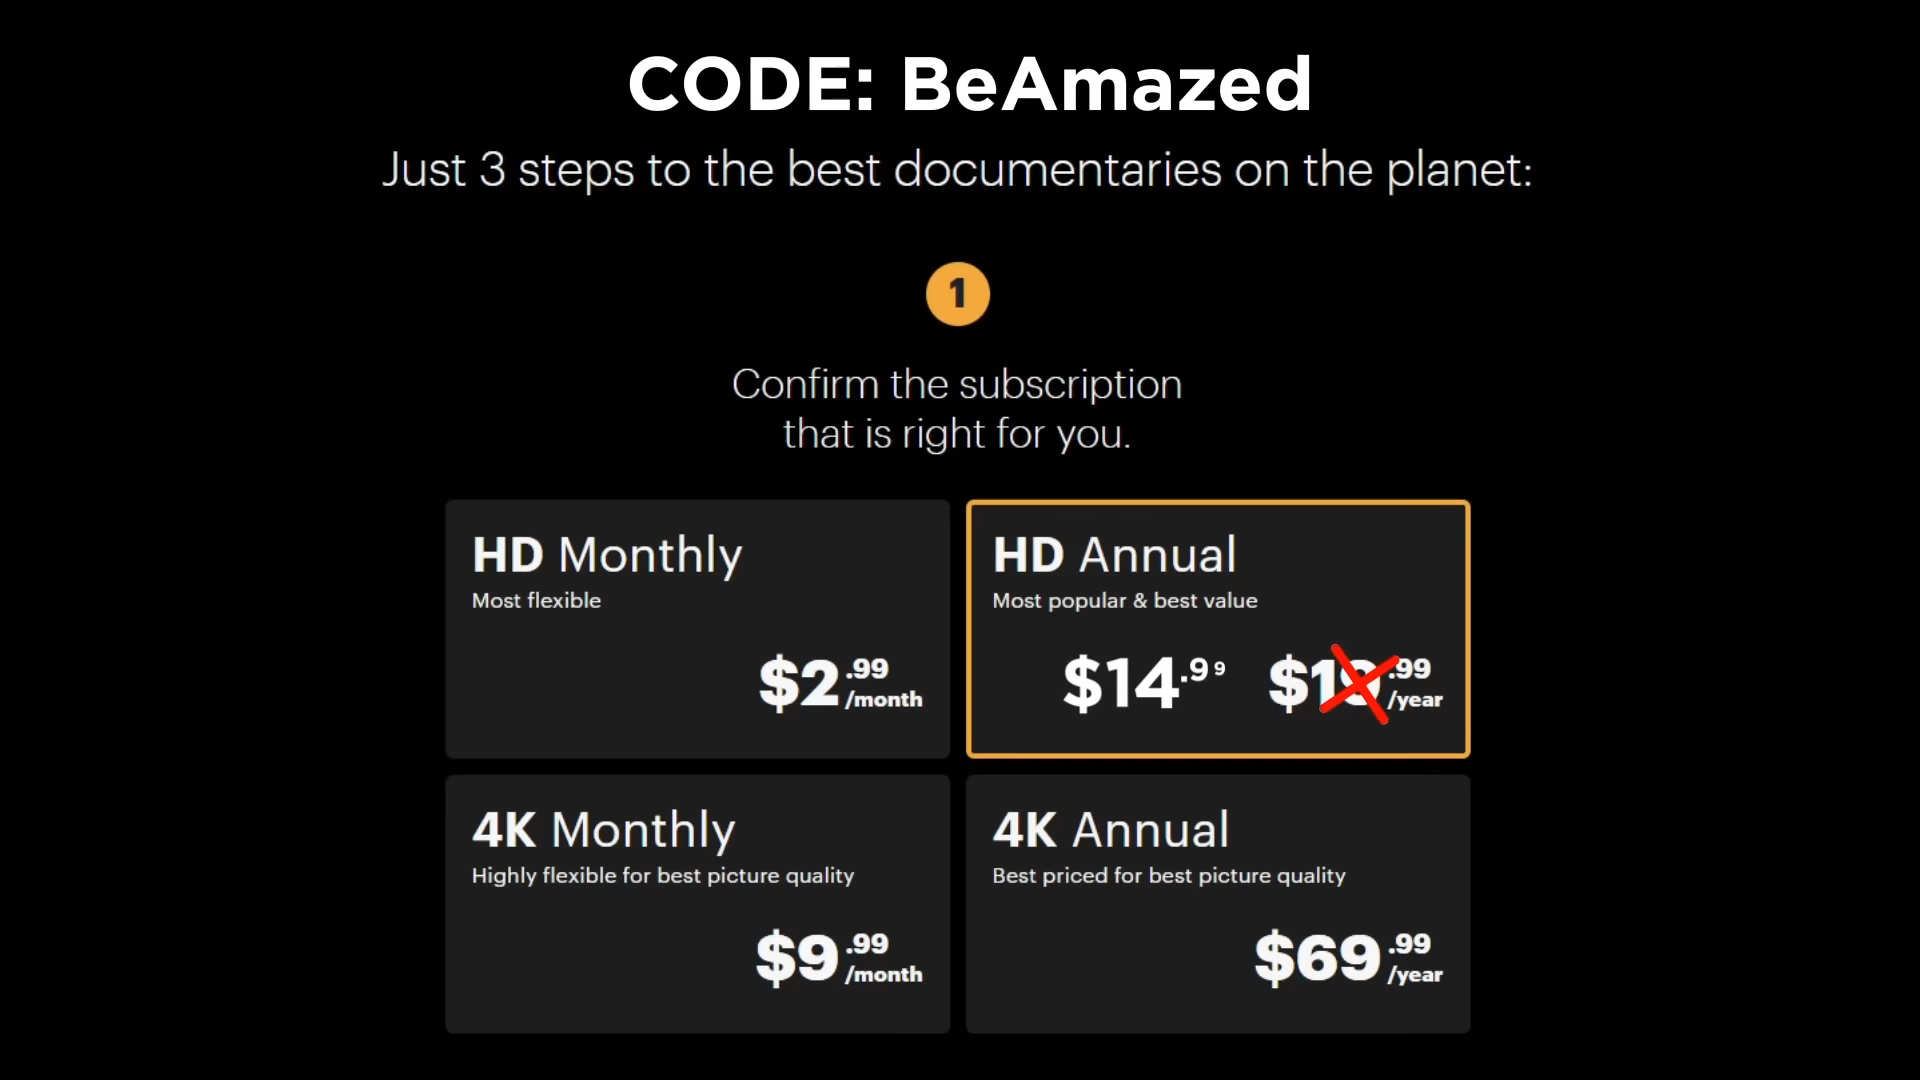 CODE: BeAmazed
Just 3 steps to the best documentaries on the planet:
1
Confirm the subscription
that is right for you.
HD Monthly
Most flexible
$2.99/month
HD Annual
Most popular & best value
$14.99 $19.99/year
4K Monthly
Highly flexible for best picture quality
$9.99/month
4K Annual
Best priced for best picture quality
$69.99/year